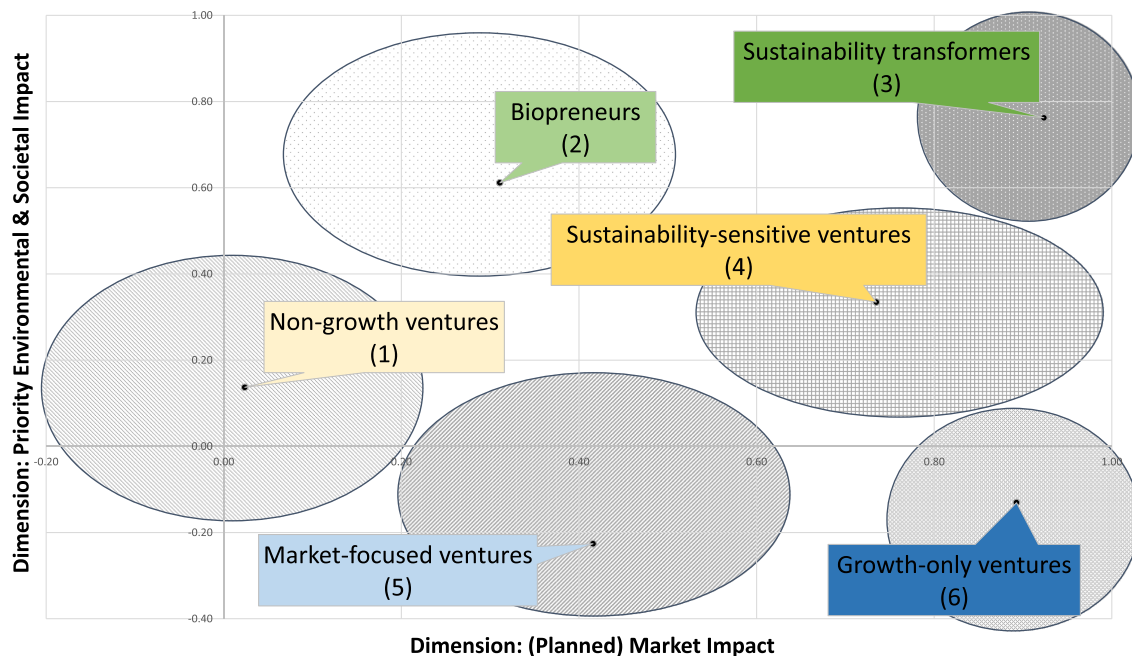 Dimension: Priority Environmental & Societal Impact
1.00
0.80
0.60
0.40
0.20
0.00
-0.20
-0.40
-0.20
0.00
0.20
0.40
0.60
0.80
1.00
Sustainability transformers
(3)
Biopreneurs
(2)
Sustainability-sensitive ventures
(4)
Non-growth ventures
(1)
Market-focused ventures
(5)
Growth-only ventures
(6)
Dimension: (Planned) Market Impact